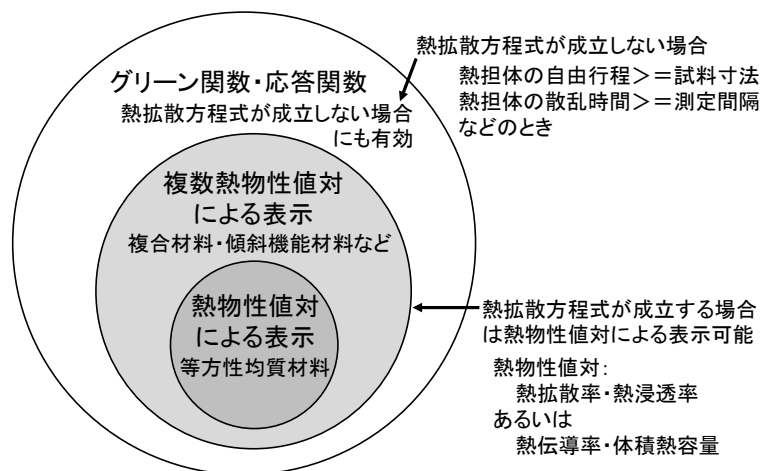 グリーン関数・応答関数
熱拡散方程式が成立しない場合
にも有効
複数熱物性値対
による表示
複合材料・傾斜機能材料など
熱物性値対
による表示
等方性均質材料
熱拡散方程式が成立しない場合
熱担体の自由行程>=試料寸法
熱担体の散乱時間>=測定間隔
などのとき
熱拡散方程式が成立する場合
は熱物性値対による表示可能
熱物性値対:
熱拡散率・熱浸透率
あるいは
熱伝導率・体積熱容量